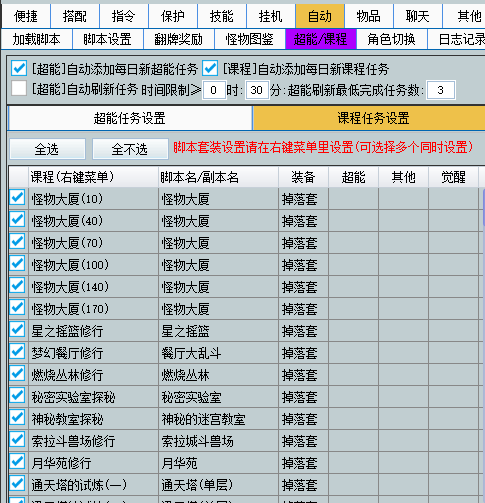 便捷 搭配 指令 保护 技能 挂机 自动 物品 聊天 其他
加载脚本 脚本设置 翻牌奖励 怪物图鉴 超能/课程 角色切换 日志记录
[超能]自动添加每日新超能任务 [课程]自动添加每日新课程任务
[超能]自动刷新任务 时间限制≥ 0 时: 30 分:超能刷新最低完成任务数: 3
超能任务设置 课程任务设置
全选 全不选 脚本套装设置请在右键菜单里设置(可选择多个同时设置)
课程(右键菜单) 脚本名/副本名 装备 超能 其他 觉醒
怪物大厦(10) 怪物大厦 掉落套
怪物大厦(40) 怪物大厦 掉落套
怪物大厦(70) 怪物大厦 掉落套
怪物大厦(100) 怪物大厦 掉落套
怪物大厦(140) 怪物大厦 掉落套
怪物大厦(170) 怪物大厦 掉落套
星之摇篮修行 星之摇篮 掉落套
梦幻餐厅修行 餐厅大乱斗 掉落套
燃烧丛林修行 燃烧丛林 掉落套
秘密实验室探秘 秘密实验室 掉落套
神秘教室探秘 神秘的迷宫教室 掉落套
索拉斗兽场修行 索拉城斗兽场 掉落套
月华苑修行 月华苑 掉落套
通天塔的试炼(一) 通天塔(单层) 掉落套